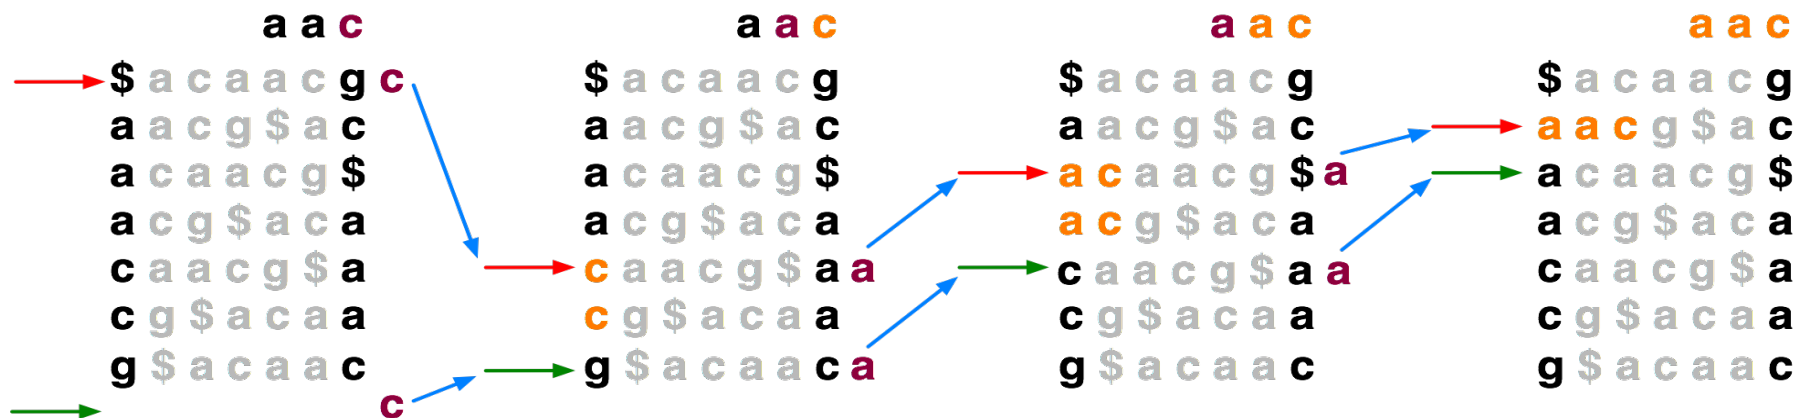 a a c a a c a a c a a c
$ a c a a c g c $ a c a a c g $ a c a a c g $ a c a a c g
a a c g $ a c a a c g $ a c a a c g $ a c a a c g $ a c
a c a a c g $ a c a a c g $ a c a a c g $ a a c a a c g $
a c g $ a c a a c g $ a c a a c g $ a c a a c g $ a c a
c a a c g $ a c a a c g $ a a c a a c g $ a a c a a c g $ a
c g $ a c a a c g $ a c a a c g $ a c a a c g $ a c a a
g $ a c a a c g $ a c a a c a g $ a c a a c g $ a c a a c
c